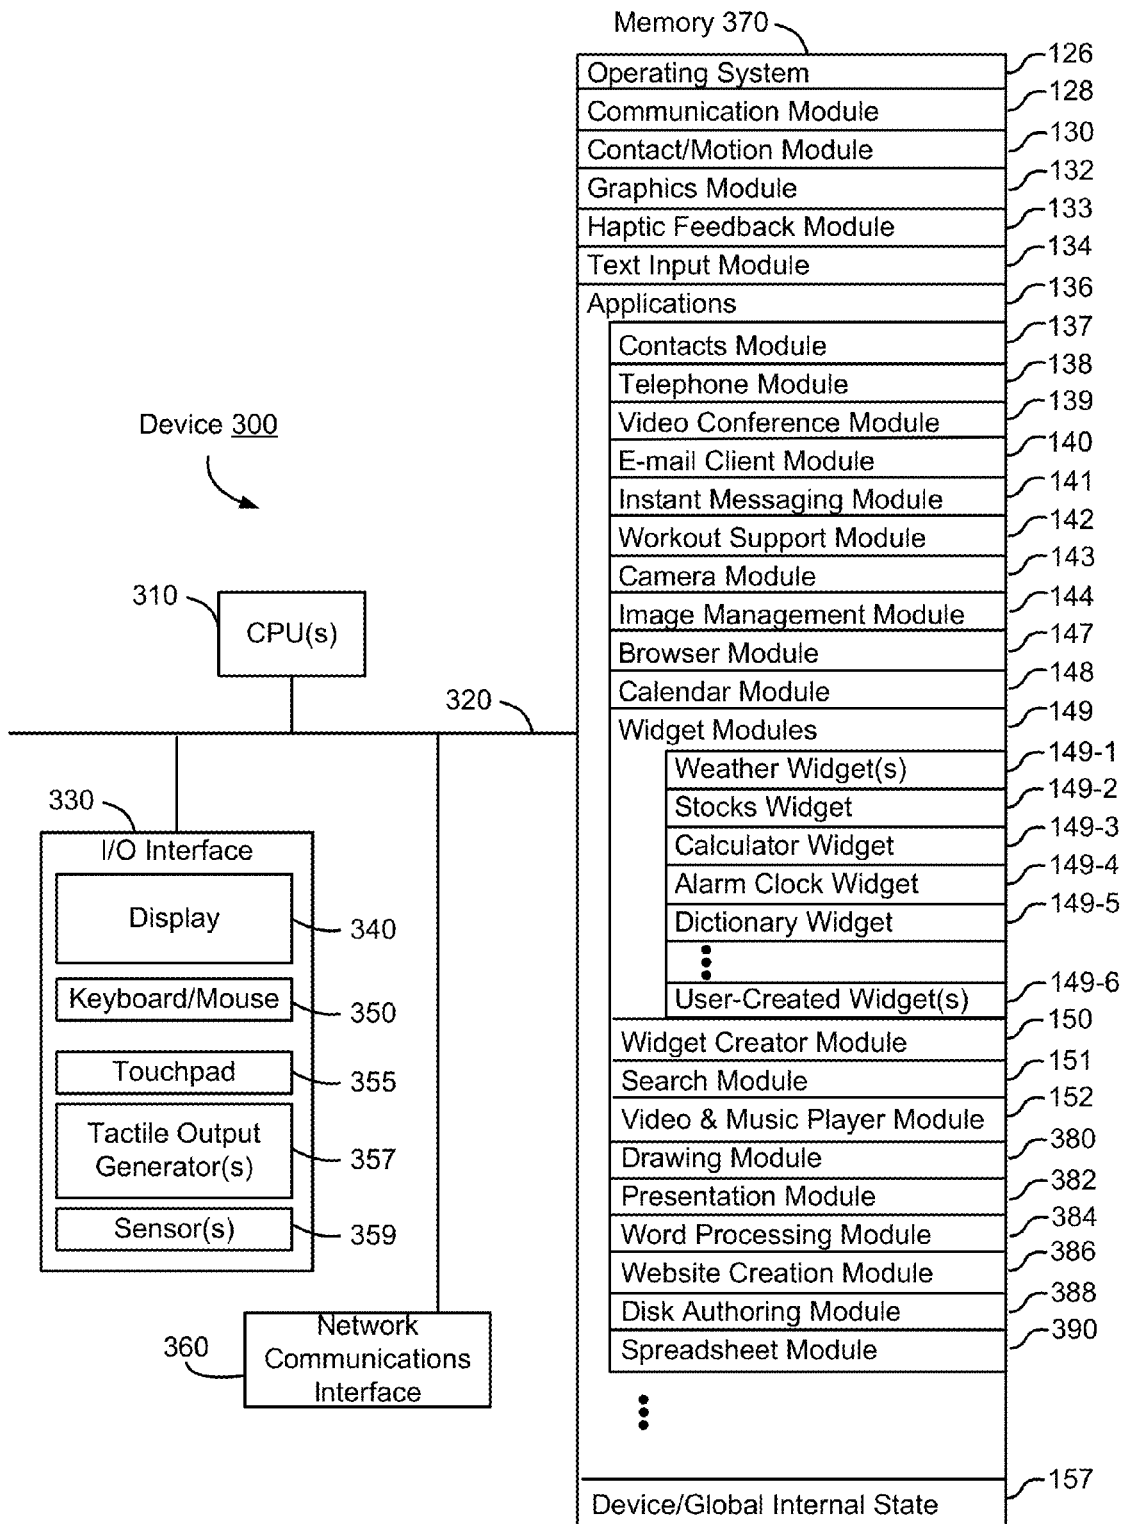 Memory 370
Operating System 126
Communication Module 128
Contact/Motion Module 130
Graphics Module 132
Haptic Feedback Module 133
Text Input Module 134
Applications 136
Contacts Module 137
Telephone Module 138
Video Conference Module 139
E-mail Client Module 140
Instant Messaging Module 141
Workout Support Module 142
Camera Module 143
Image Management Module 144
Browser Module 147
Calendar Module 148
Widget Modules 149
Weather Widget(s) 149-1
Stocks Widget 149-2
Calculator Widget 149-3
Alarm Clock Widget 149-4
Dictionary Widget 149-5
User-Created Widget(s) 149-6
Widget Creator Module 150
Search Module 151
Video & Music Player Module 152
Drawing Module 380
Presentation Module 382
Word Processing Module 384
Website Creation Module 386
Disk Authoring Module 388
Spreadsheet Module 390
Device/Global Internal State 157
Device 300
310
CPU(s)
320
330
I/O Interface
Display 340
Keyboard/Mouse 350
Touchpad 355
Tactile Output
Generator(s) 357
Sensor(s) 359
360
Network
Communications
Interface